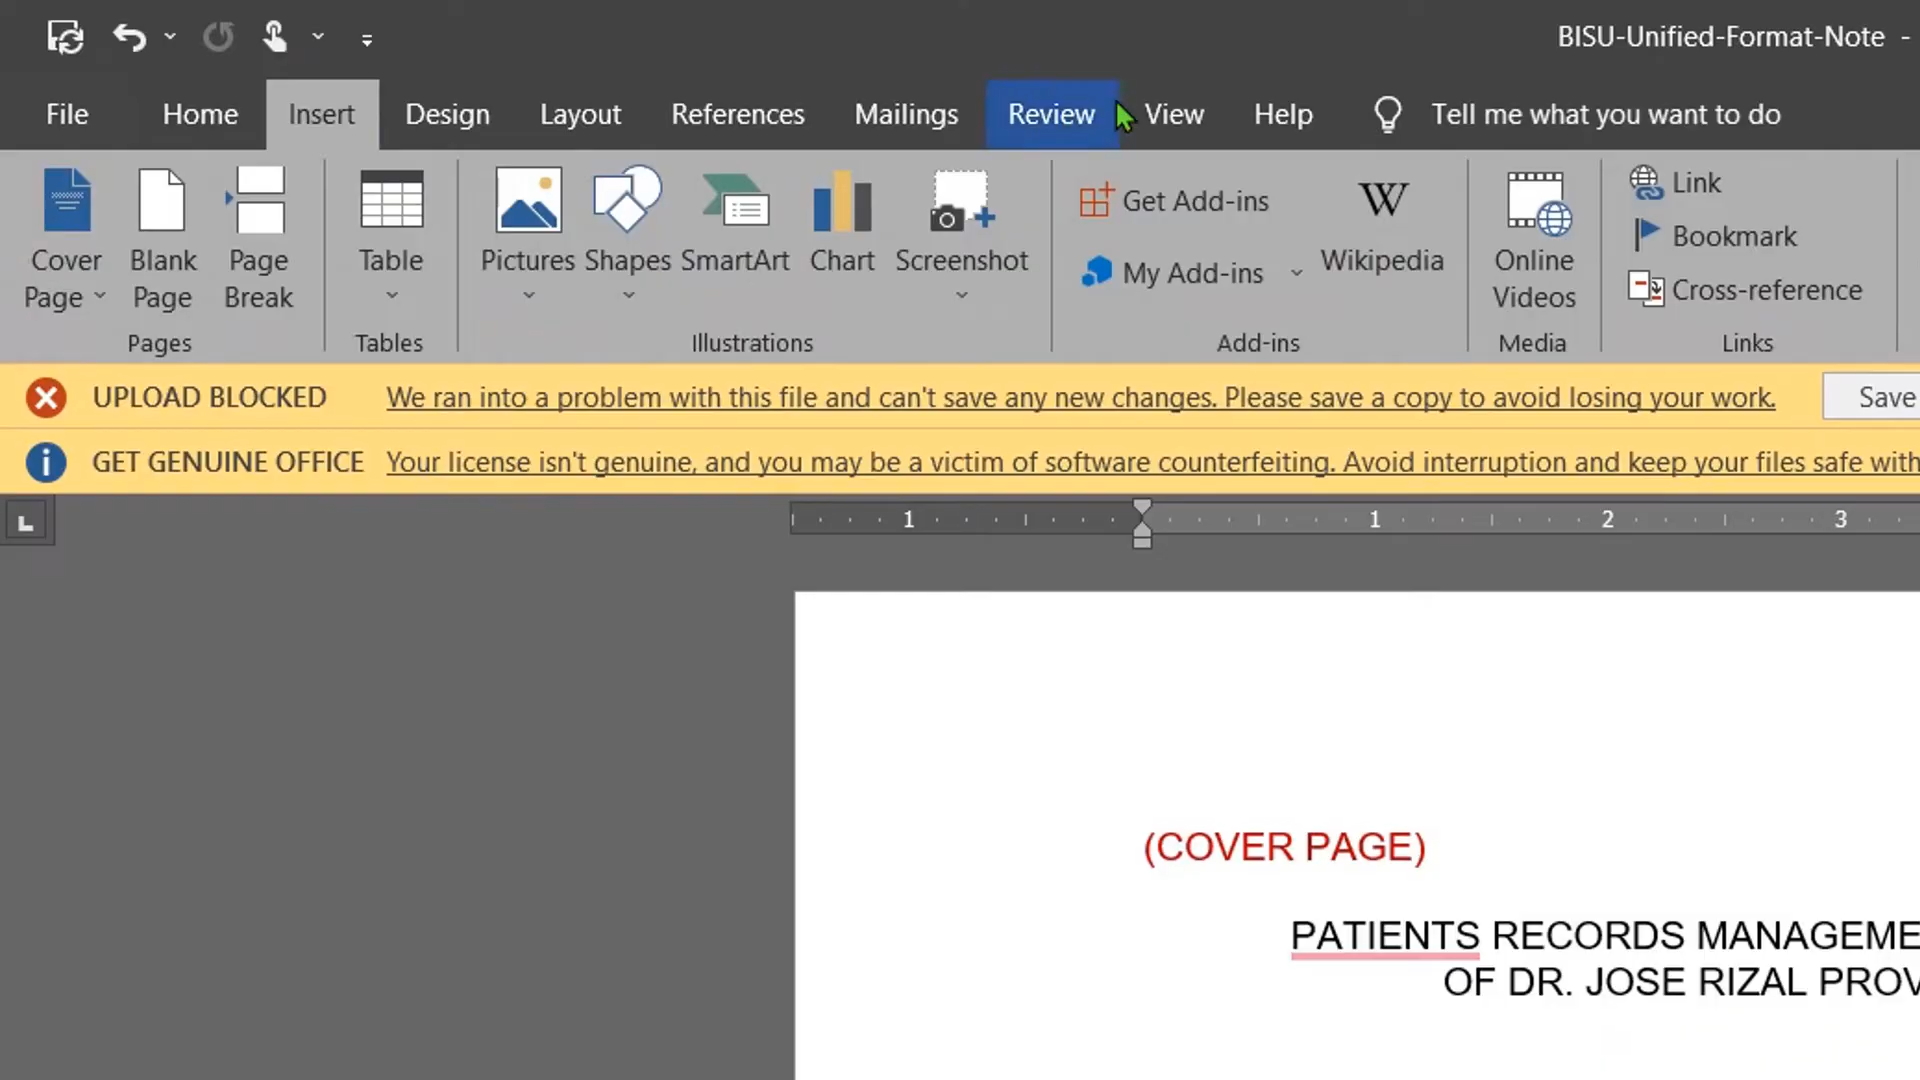 BISU-Unified-Format-Note -
File Home Insert Design Layout References Mailings Review View Help Tell me what you want to do
Cover Page
Blank Page
Page Break
Pages
Table
Tables
Pictures
Shapes
SmartArt
Chart
Screenshot
Illustrations
Get Add-ins
My Add-ins
W
Wikipedia
Add-ins
Online Videos
Media
Link
Bookmark
Cross-reference
Links
UPLOAD BLOCKED We ran into a problem with this file and can't save any new changes. Please save a copy to avoid losing your work. Save
GET GENUINE OFFICE Your license isn't genuine, and you may be a victim of software counterfeiting. Avoid interruption and keep your files safe with
L
1 1 2 3
(COVER PAGE)
PATIENTS RECORDS MANAGEME
OF DR. JOSE RIZAL PROV